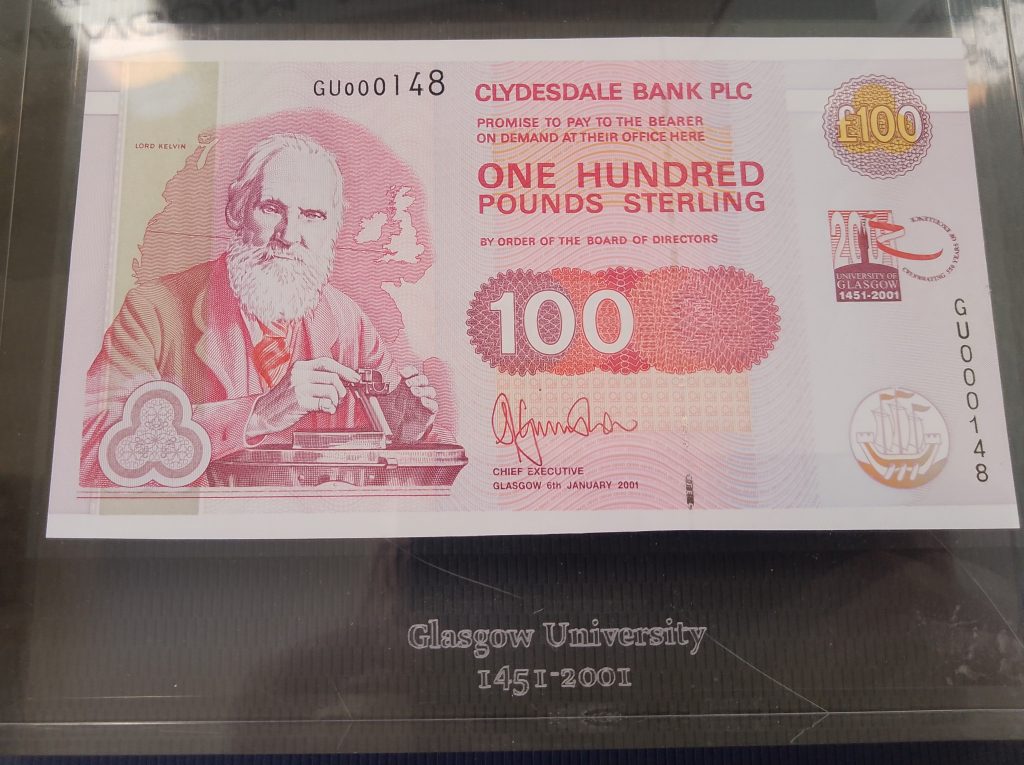 GU000148
CLYDESDALE BANK PLC
PROMISE TO PAY TO THE BEARER
ON DEMAND AT THEIR OFFICE HERE
ONE HUNDRED
POUNDS STERLING
BY ORDER OF THE BOARD OF DIRECTORS
LORD KELVIN
£100
2001
UNIVERSITY OF
GLASGOW
1451-2001
100
GU000148
CHIEF EXECUTIVE
GLASGOW 6th JANUARY 2001
Glasgow University
1451-2001